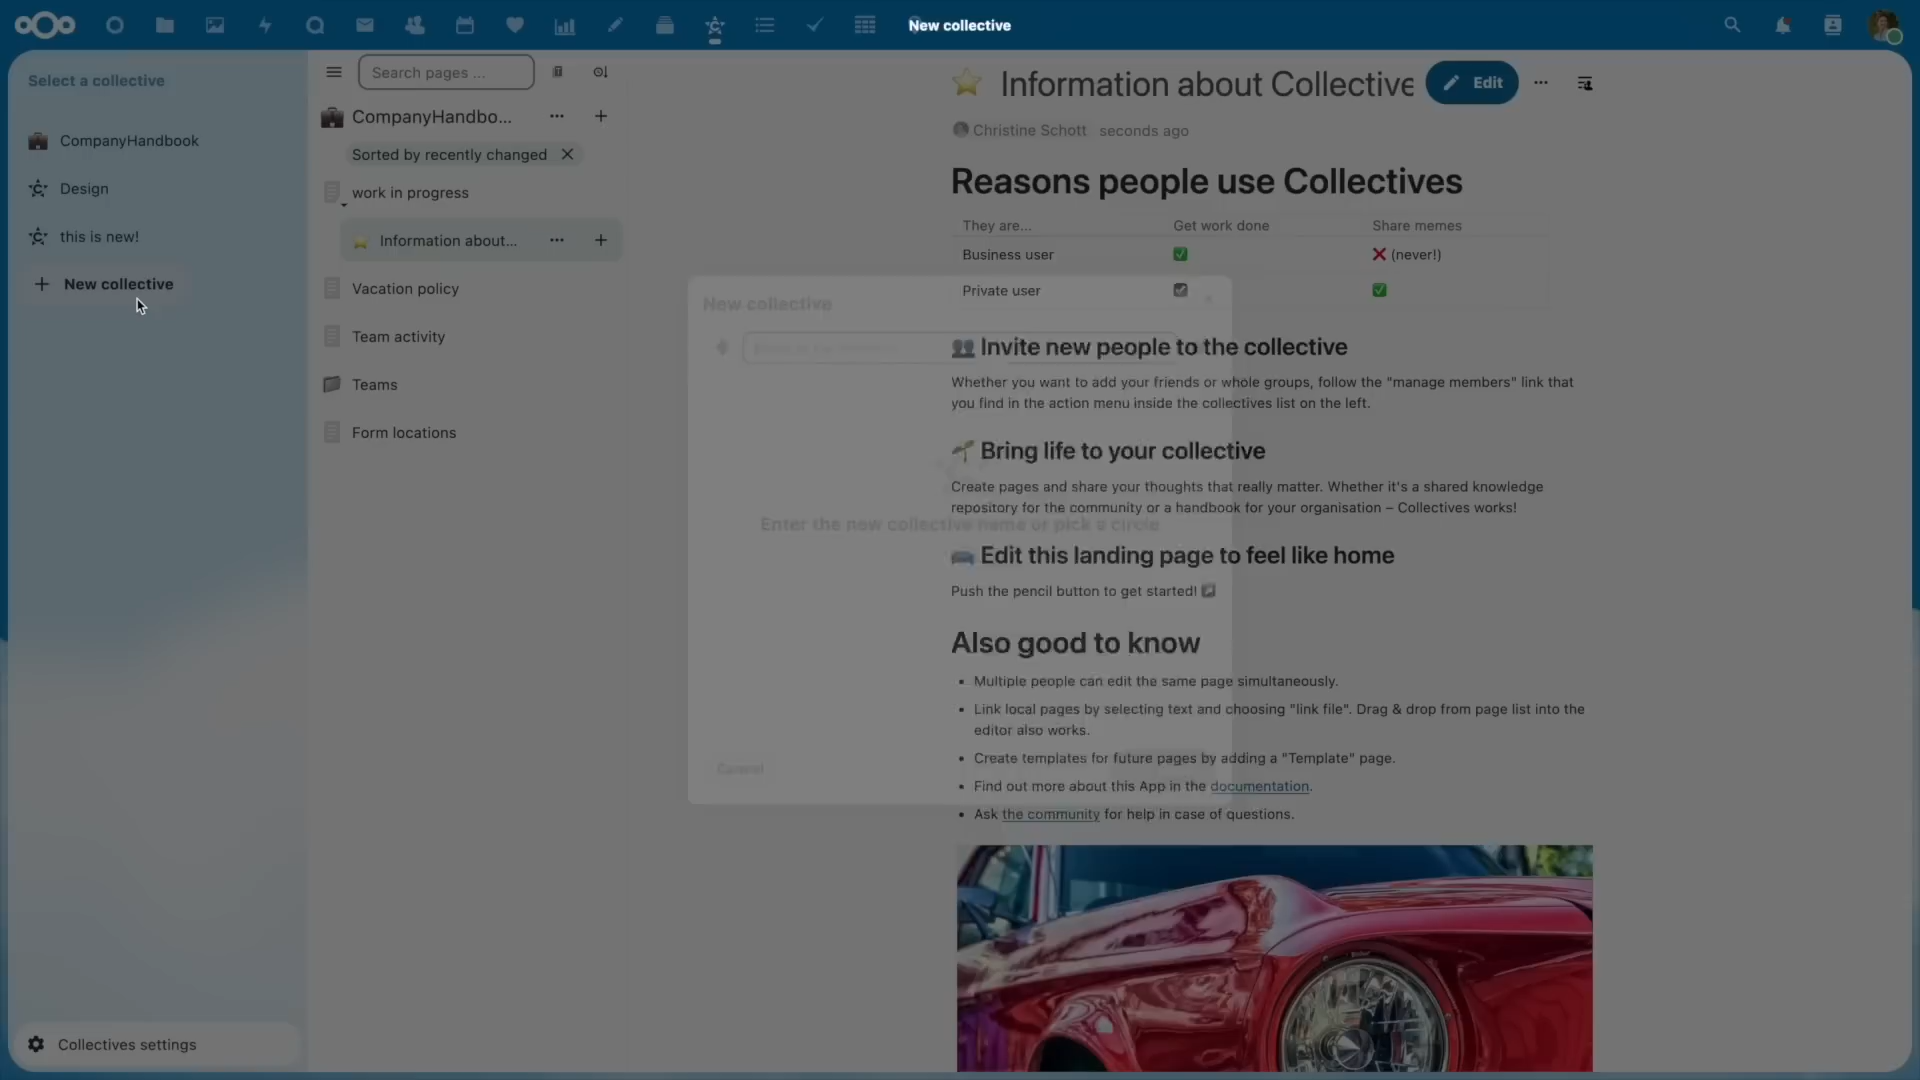 New collective
Select a collective
CompanyHandbook
Design
this is new!
New collective
Collectives settings
Search pages ...
CompanyHandbo...
Sorted by recently changed
work in progress
Information about...
Vacation policy
Team activity
Teams
Form locations
Information about Collective
Edit
Christine Schott seconds ago
Reasons people use Collectives
They are... Get work done Share memes
Business user (never!)
Private user
Invite new people to the collective
Whether you want to add your friends or whole groups, follow the "manage members" link that
you find in the action menu inside the collectives list on the left.
Bring life to your collective
Create pages and share your thoughts that really matter. Whether it's a shared knowledge
repository for the community or a handbook for your organisation – Collectives works!
Edit this landing page to feel like home
Push the pencil button to get started!
Also good to know
Multiple people can edit the same page simultaneously.
Link local pages by selecting text and choosing "link file". Drag & drop from page list into the
editor also works.
Create templates for future pages by adding a "Template" page.
Find out more about this App in the documentation.
Ask the community for help in case of questions.
New collective
Enter the new collective name or pick a circle
Cancel